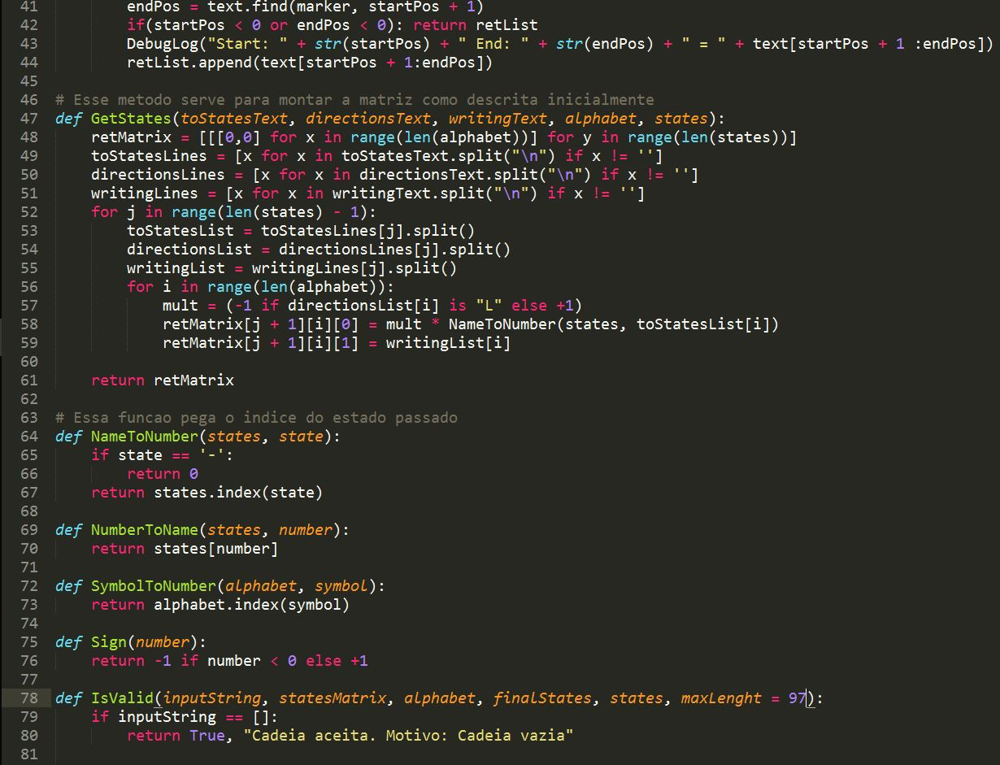 41 endPos = text.find(marker, startPos + 1)
42 if(startPos < 0 or endPos < 0): return retList
43 DebugLog("Start: " + str(startPos) + " End: " + str(endPos) + " = " + text[startPos + 1 :endPos])
44 retList.append(text[startPos + 1:endPos])
45
46 # Esse metodo serve para montar a matriz como descrita inicialmente
47 def GetStates(toStatesText, directionsText, writingText, alphabet, states):
48 retMatrix = [[[0,0] for x in range(len(alphabet))] for y in range(len(states))]
49 toStatesLines = [x for x in toStatesText.split("\n") if x != '']
50 directionsLines = [x for x in directionsText.split("\n") if x != '']
51 writingLines = [x for x in writingText.split("\n") if x != '']
52 for j in range(len(states) - 1):
53 toStatesList = toStatesLines[j].split()
54 directionsList = directionsLines[j].split()
55 writingList = writingLines[j].split()
56 for i in range(len(alphabet)):
57 mult = (-1 if directionsList[i] is "L" else +1)
58 retMatrix[j + 1][i][0] = mult * NameToNumber(states, toStatesList[i])
59 retMatrix[j + 1][i][1] = writingList[i]
60
61 return retMatrix
62
63 # Essa funcao pega o indice do estado passado
64 def NameToNumber(states, state):
65 if state == '-':
66 return 0
67 return states.index(state)
68
69 def NumberToName(states, number):
70 return states[number]
71
72 def SymbolToNumber(alphabet, symbol):
73 return alphabet.index(symbol)
74
75 def Sign(number):
76 return -1 if number < 0 else +1
77
78 def IsValid(inputString, statesMatrix, alphabet, finalStates, states, maxLenght = 97):
79 if inputString == []:
80 return True, "Cadeia aceita. Motivo: Cadeia vazia"
81